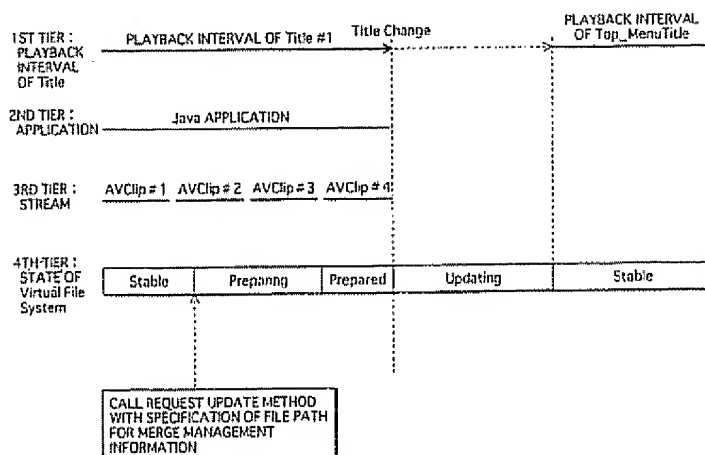 1ST TIER :
PLAYBACK
INTERVAL
OF Title
PLAYBACK INTERVAL OF Title #1
Title Change
PLAYBACK INTERVAL
OF Top_MenuTitle
2ND TIER :
APPLICATION
Java APPLICATION
3RD TIER :
STREAM
AVClip # 1 AVClip # 2 AVClip # 3 AVClip # 4
4TH TIER :
STATE OF
Virtual File
System
Stable Preparing Prepared Updating Stable
CALL REQUEST UPDATE METHOD
WITH SPECIFICATION OF FILE PATH
FOR MERGE MANAGEMENT
INFORMATION